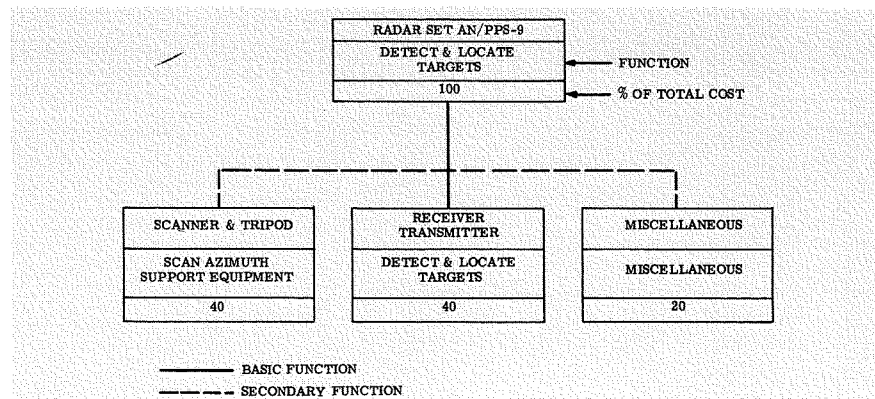 RADAR SET AN/PPS-9
DETECT & LOCATE
TARGETS
FUNCTION
100
% OF TOTAL COST
SCANNER & TRIPOD
SCAN AZIMUTH
SUPPORT EQUIPMENT
40
RECEIVER
TRANSMITTER
DETECT & LOCATE
TARGETS
40
MISCELLANEOUS
MISCELLANEOUS
20
BASIC FUNCTION
SECONDARY FUNCTION